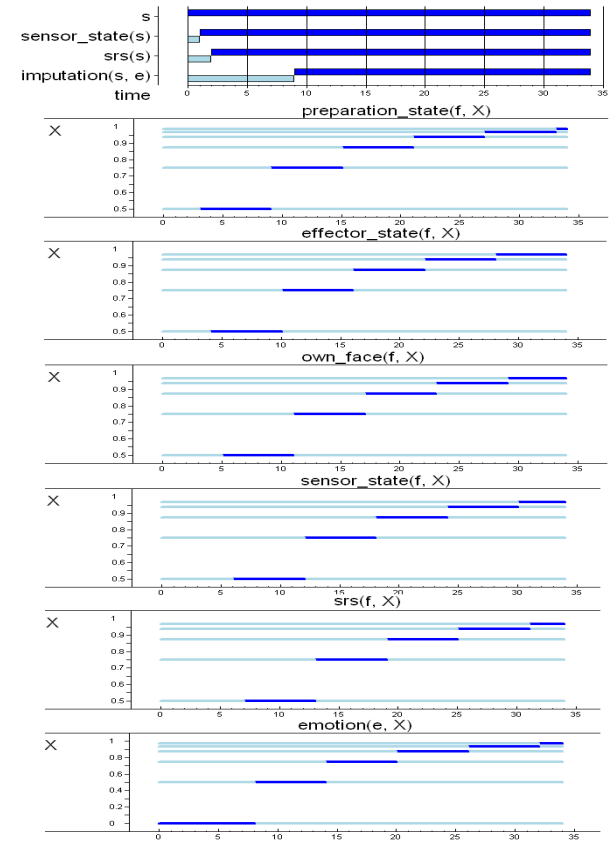 s
sensor_state(s)
srs(s)
imputation(s, e)
time 0 5 10 15 20 25 30 35
preparation_state(f, X)
X
1
0.9
0.8
0.7
0.6
0.5
0 5 10 15 20 25 30 35
effector_state(f, X)
X
1
0.9
0.8
0.7
0.6
0.5
0 5 10 15 20 25 30 35
own_face(f, X)
X
1
0.9
0.8
0.7
0.6
0.5
0 5 10 15 20 25 30 35
sensor_state(f, X)
X
1
0.9
0.8
0.7
0.6
0.5
0 5 10 15 20 25 30 35
srs(f, X)
X
1
0.9
0.8
0.7
0.6
0.5
0 5 10 15 20 25 30 35
emotion(e, X)
X
1
0.8
0.6
0.4
0.2
0
0 5 10 15 20 25 30 35